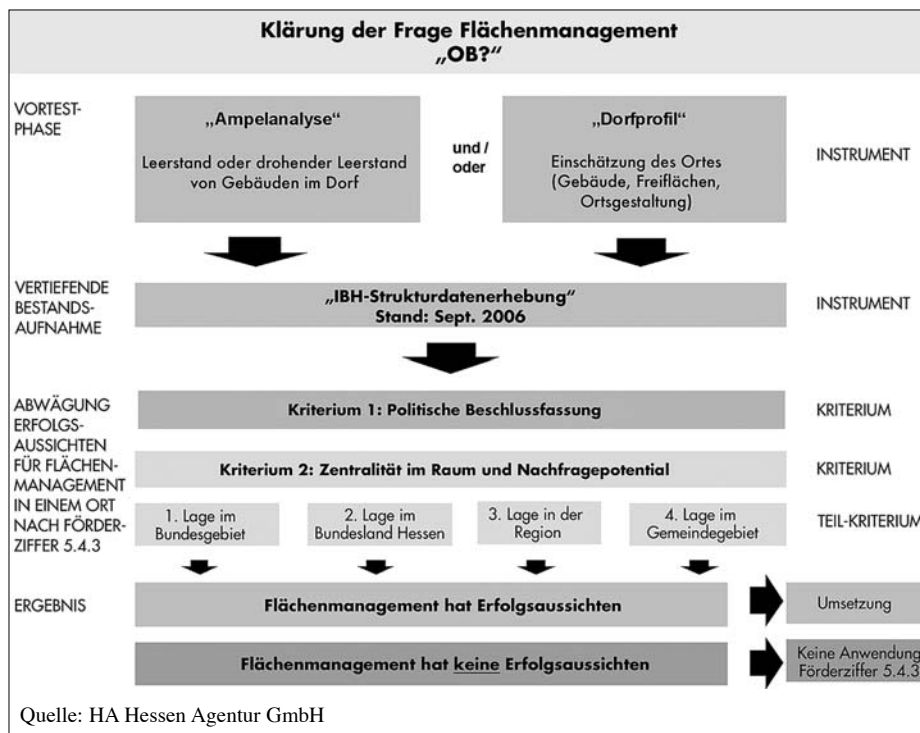 Klärung der Frage Flächenmanagement
„OB?“
VORTEST-
PHASE
„Ampelanalyse“
Leerstand oder drohender Leerstand
von Gebäuden im Dorf
und /
oder
„Dorfprofil“
Einschätzung des Ortes
(Gebäude, Freiflächen,
Ortsgestaltung)
INSTRUMENT
VERTIEFENDE
BESTANDS-
AUFNAHME
„IBH-Strukturdatenerhebung“
Stand: Sept. 2006
INSTRUMENT
ABWÄGUNG
ERFOLGS-
AUSSICHTEN
FÜR FLÄCHEN-
MANAGEMENT
IN EINEM ORT
NACH FÖRDER-
ZIFFER 5.4.3
Kriterium 1: Politische Beschlussfassung
KRITERIUM
Kriterium 2: Zentralität im Raum und Nachfragepotential
KRITERIUM
1. Lage im
Bundesgebiet
2. Lage im
Bundesland Hessen
3. Lage in der
Region
4. Lage im
Gemeindegebiet
TEIL-KRITERIUM
ERGEBNIS
Flächenmanagement hat Erfolgsaussichten
Umsetzung
Flächenmanagement hat keine Erfolgsaussichten
Keine Anwendung
Förderziffer 5.4.3
Quelle: HA Hessen Agentur GmbH